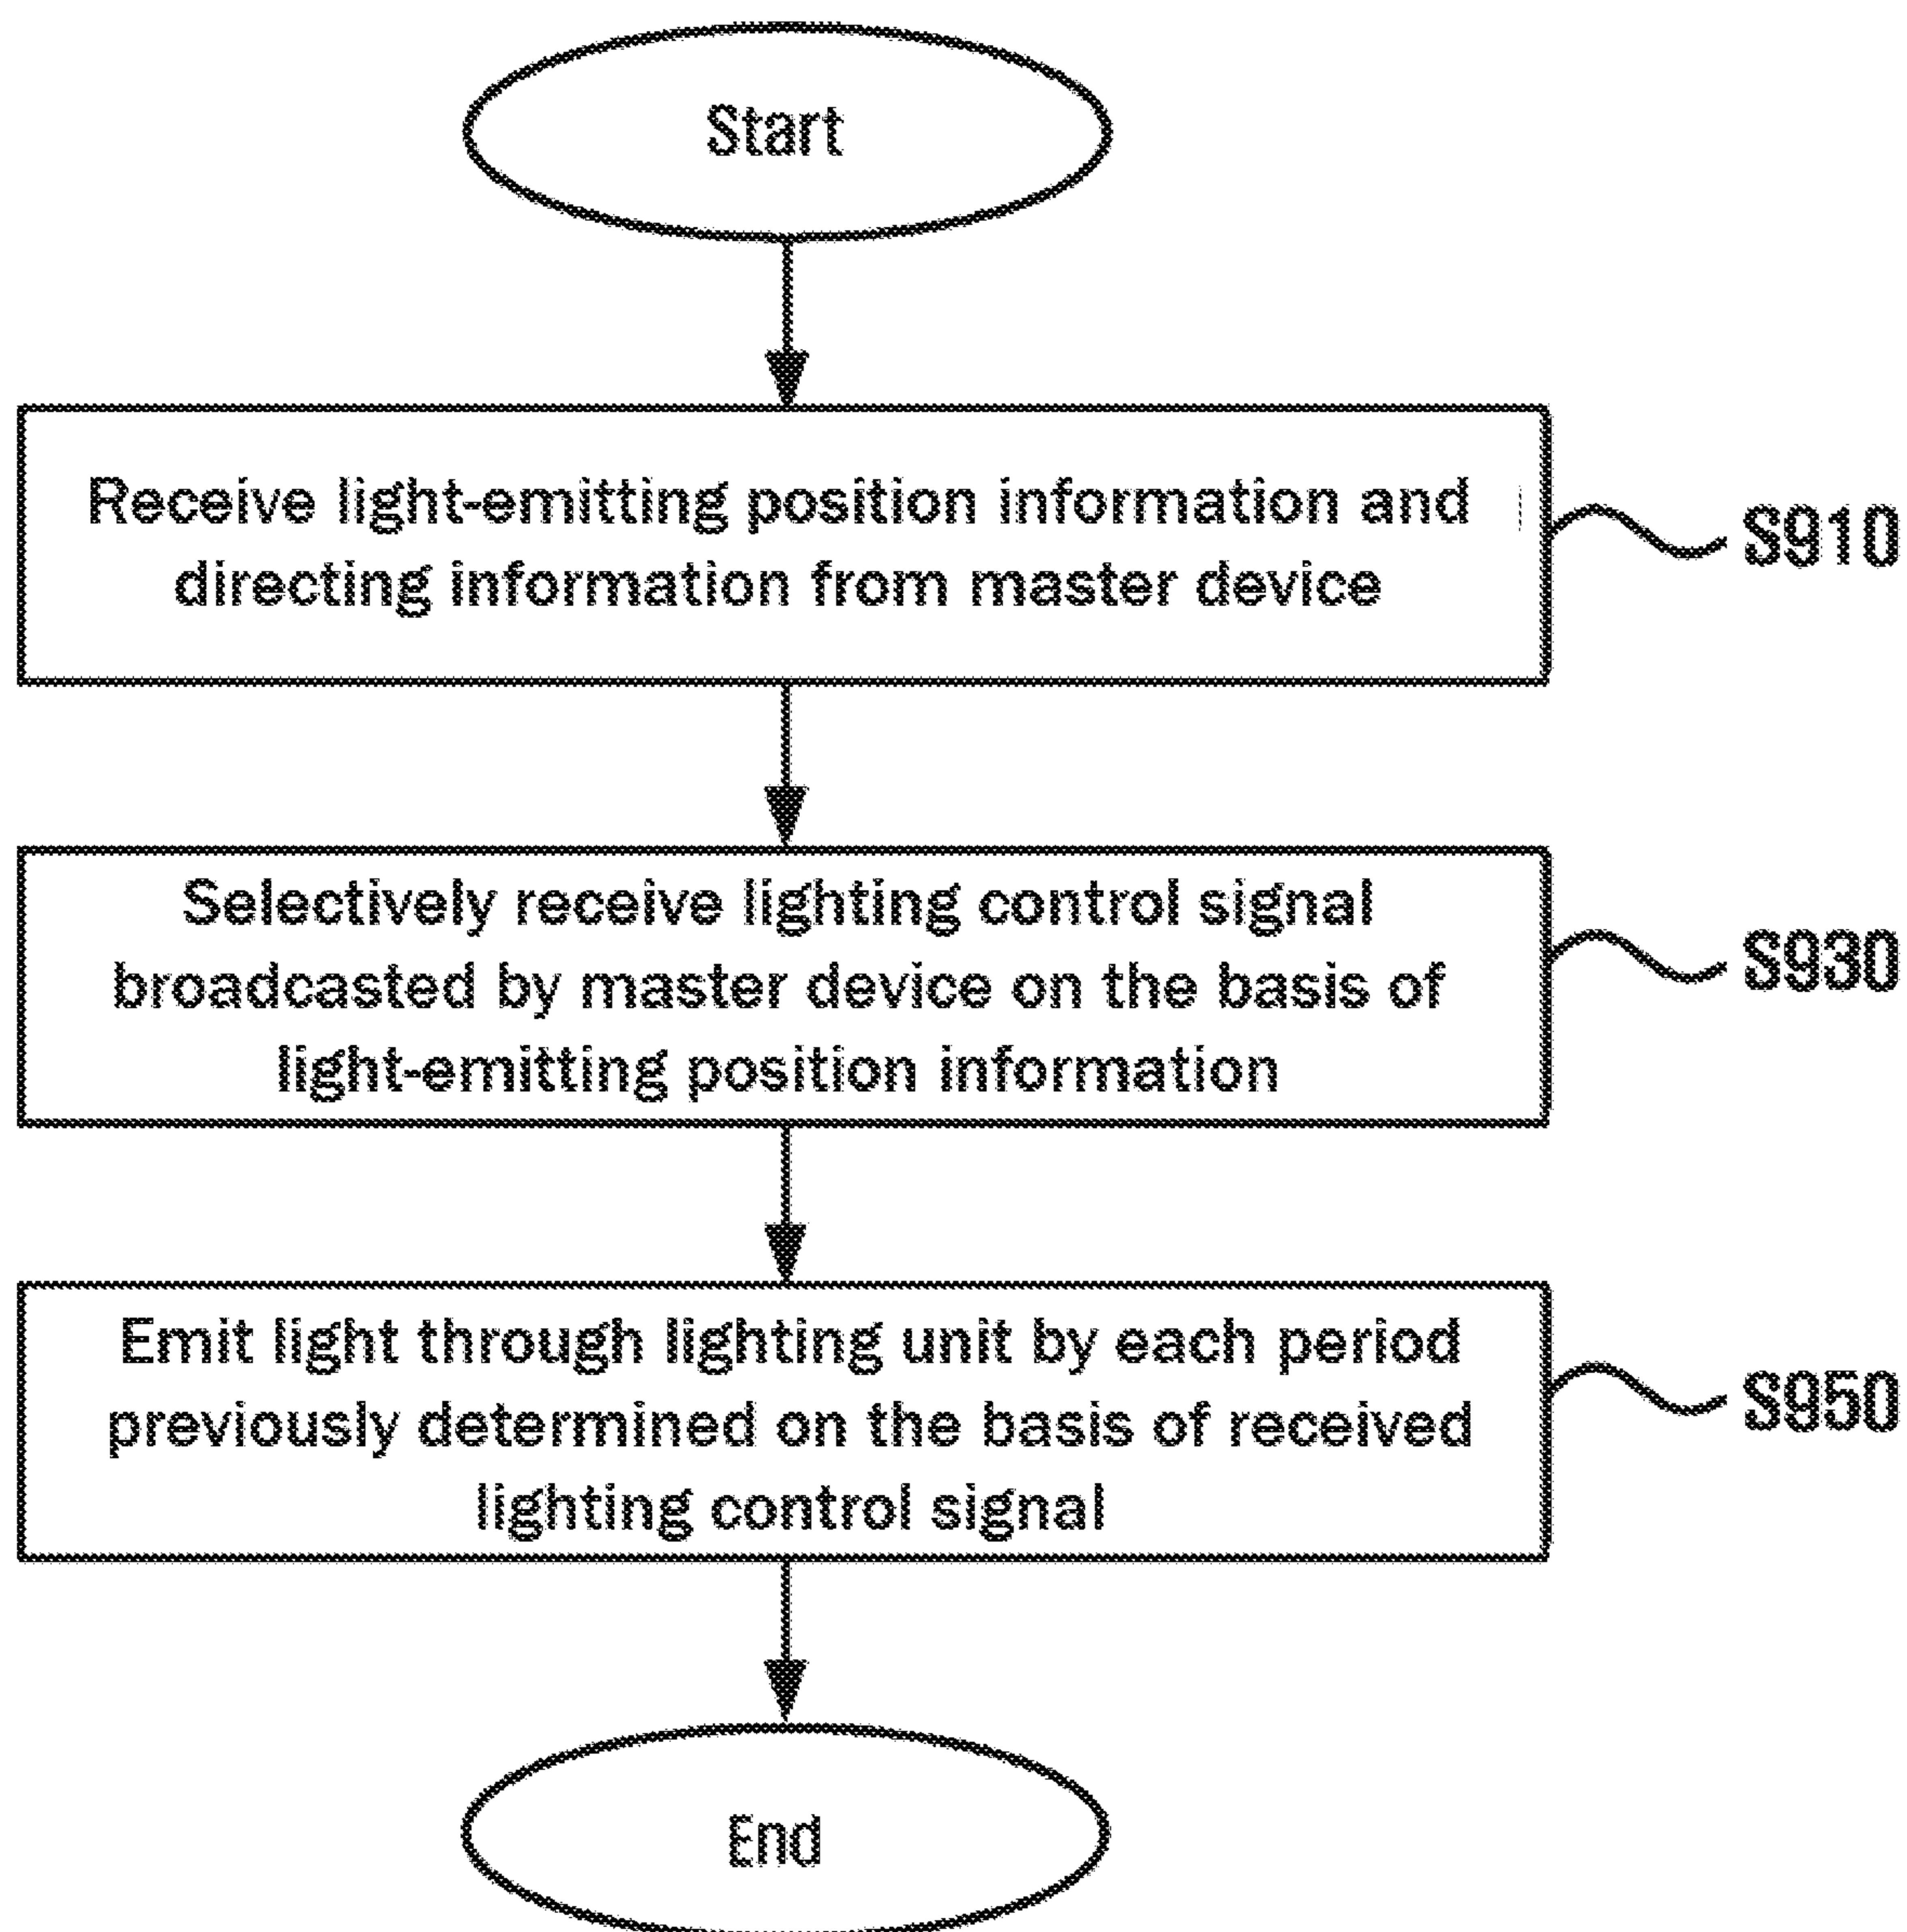 Start
Receive light-emitting position information and
directing information from master device
S910
Selectively receive lighting control signal
broadcasted by master device on the basis of
light-emitting position information
S930
Emit light through lighting unit by each period
previously determined on the basis of received
lighting control signal
S950
End